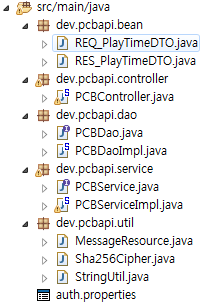 src/main/java
dev.pcbapi.bean
REQ_PlayTimeDTO.java
RES_PlayTimeDTO.java
dev.pcbapi.controller
PCBController.java
dev.pcbapi.dao
PCBDao.java
PCBDaoImpl.java
dev.pcbapi.service
PCBService.java
PCBServiceImpl.java
dev.pcbapi.util
MessageResource.java
Sha256Cipher.java
StringUtil.java
auth.properties